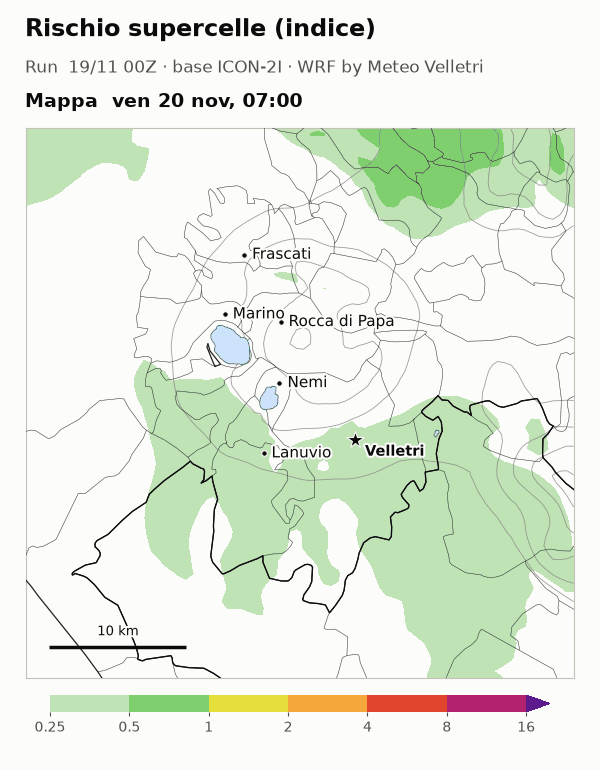 Rischio supercelle (indice)
Run  19/11 00Z · base ICON-2I · WRF by Meteo Velletri
Mappa  ven 20 nov, 07:00
Frascati
Marino
Rocca di Papa
Nemi
Velletri
Lanuvio
10 km
0.25 0.5 1 2 4 8 16